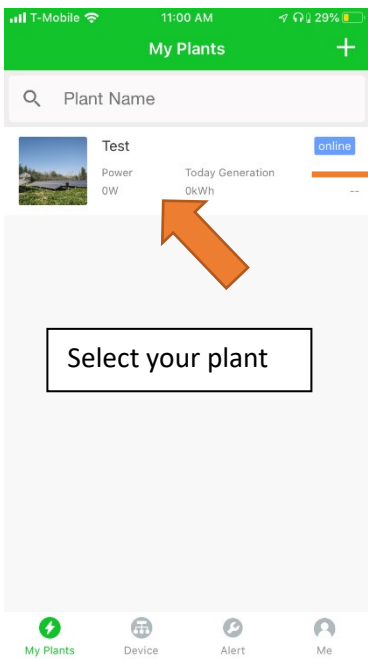 T-Mobile 11:00 AM 29%
My Plants +
Plant Name
Test online
Power Today Generation
0W 0kWh --
Select your plant
My Plants Device Alert Me